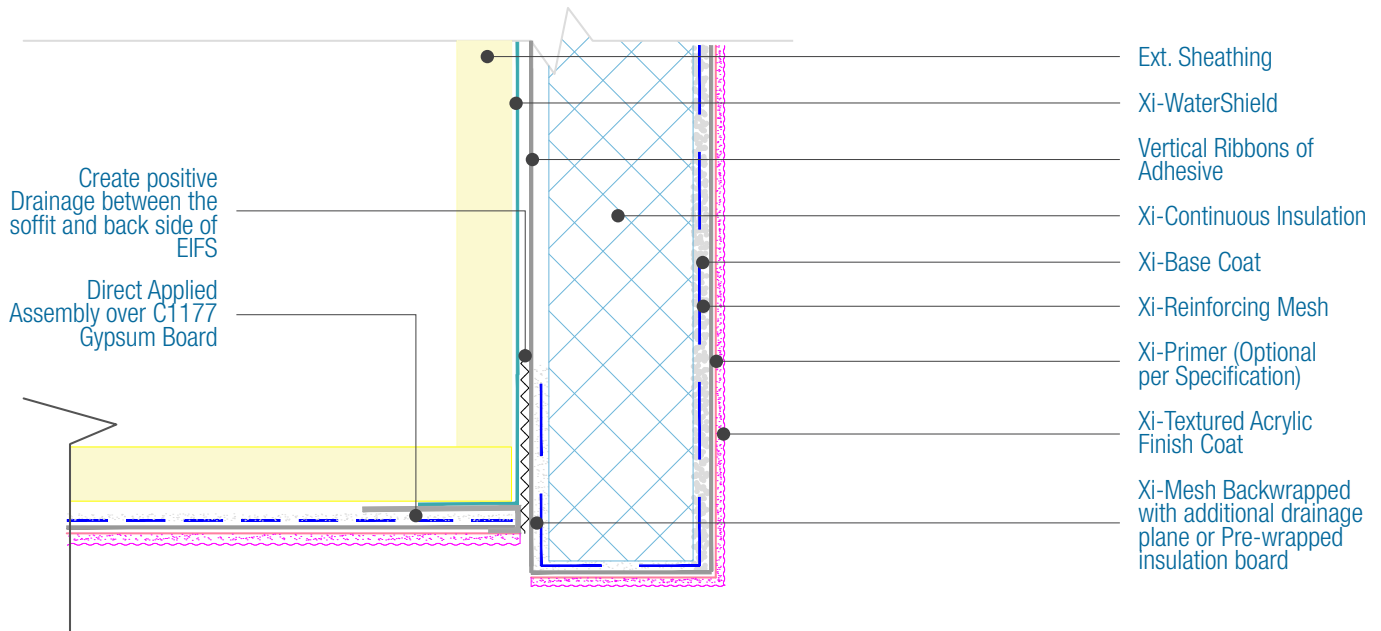 Create positive
Drainage between the
soffit and back side of
EIFS
Direct Applied
Assembly over C1177
Gypsum Board
Ext. Sheathing
Xi-WaterShield
Vertical Ribbons of
Adhesive
Xi-Continuous Insulation
Xi-Base Coat
Xi-Reinforcing Mesh
Xi-Primer (Optional
per Specification)
Xi-Textured Acrylic
Finish Coat
Xi-Mesh Backwrapped
with additional drainage
plane or Pre-wrapped
insulation board